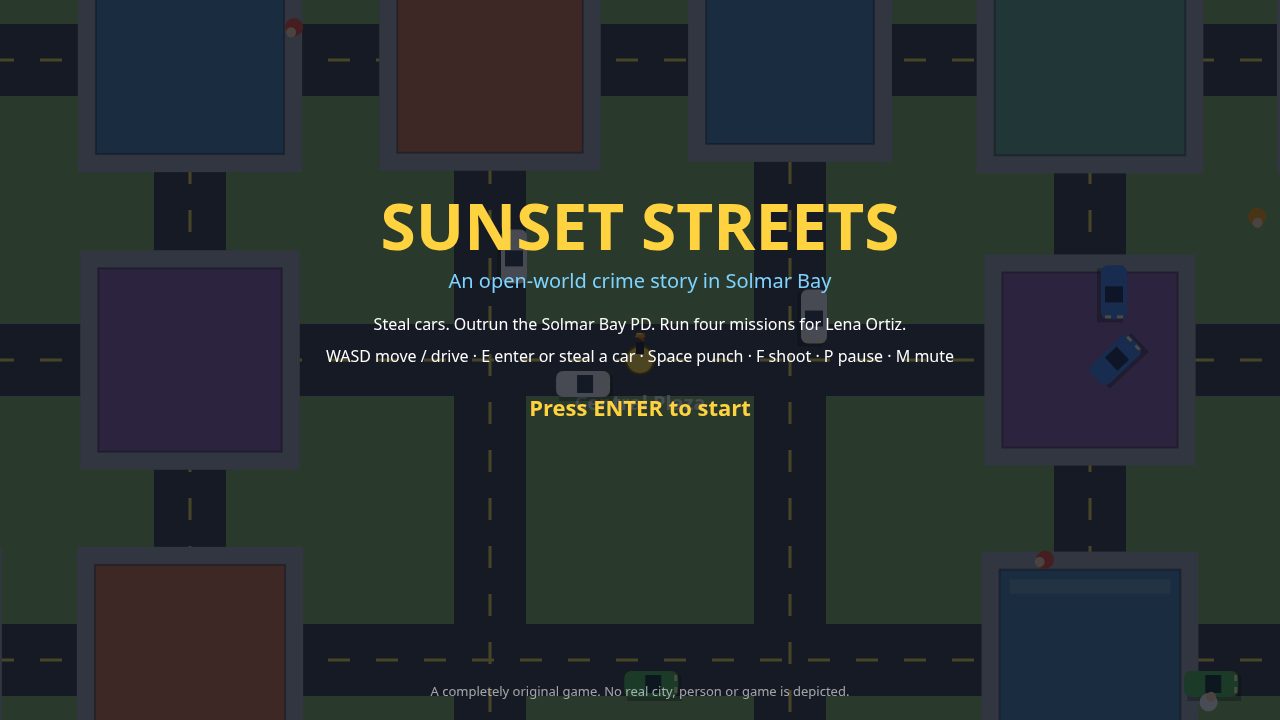 SUNSET STREETS
An open-world crime story in Solmar Bay
Steal cars. Outrun the Solmar Bay PD. Run four missions for Lena Ortiz.
WASD move / drive · E enter or steal a car · Space punch · F shoot · P pause · M mute
Central Plaza
Press ENTER to start
A completely original game. No real city, person or game is depicted.